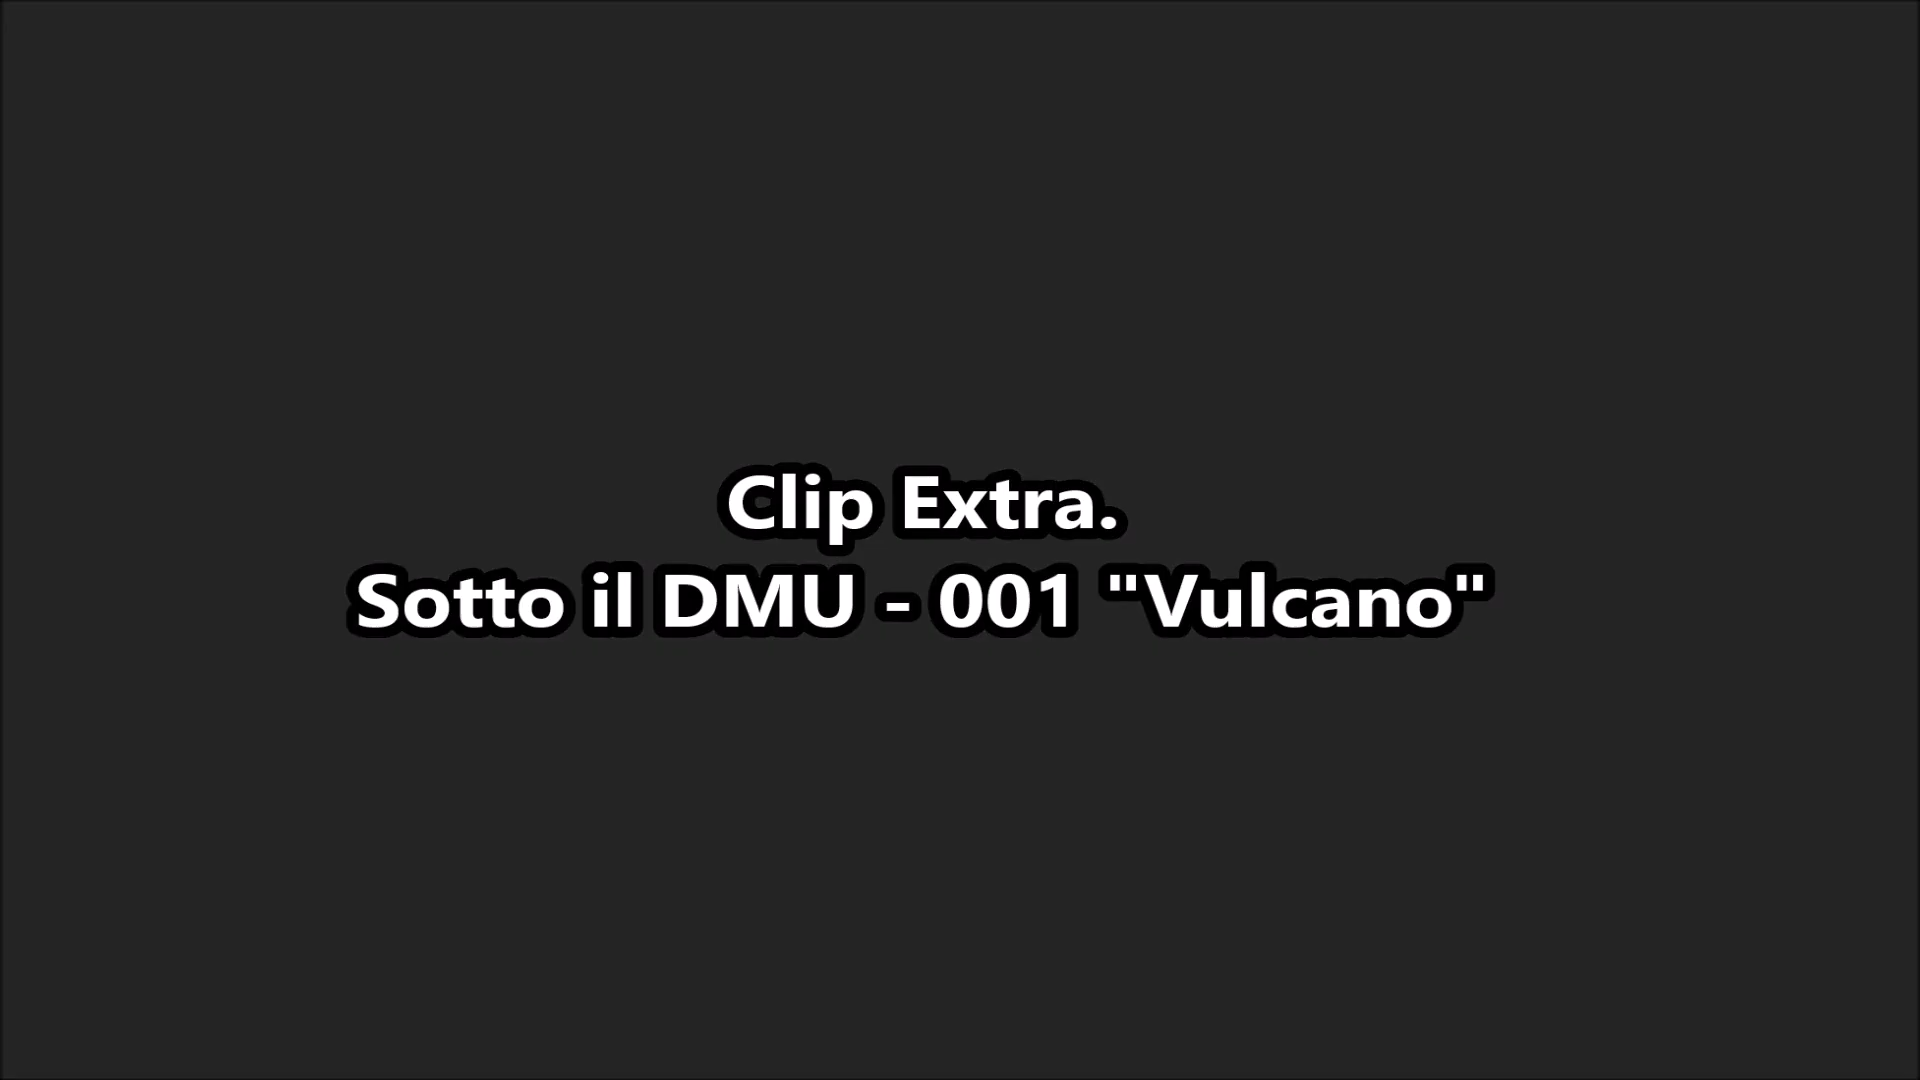 Clip Extra.
Sotto il DMU - 001 "Vulcano"